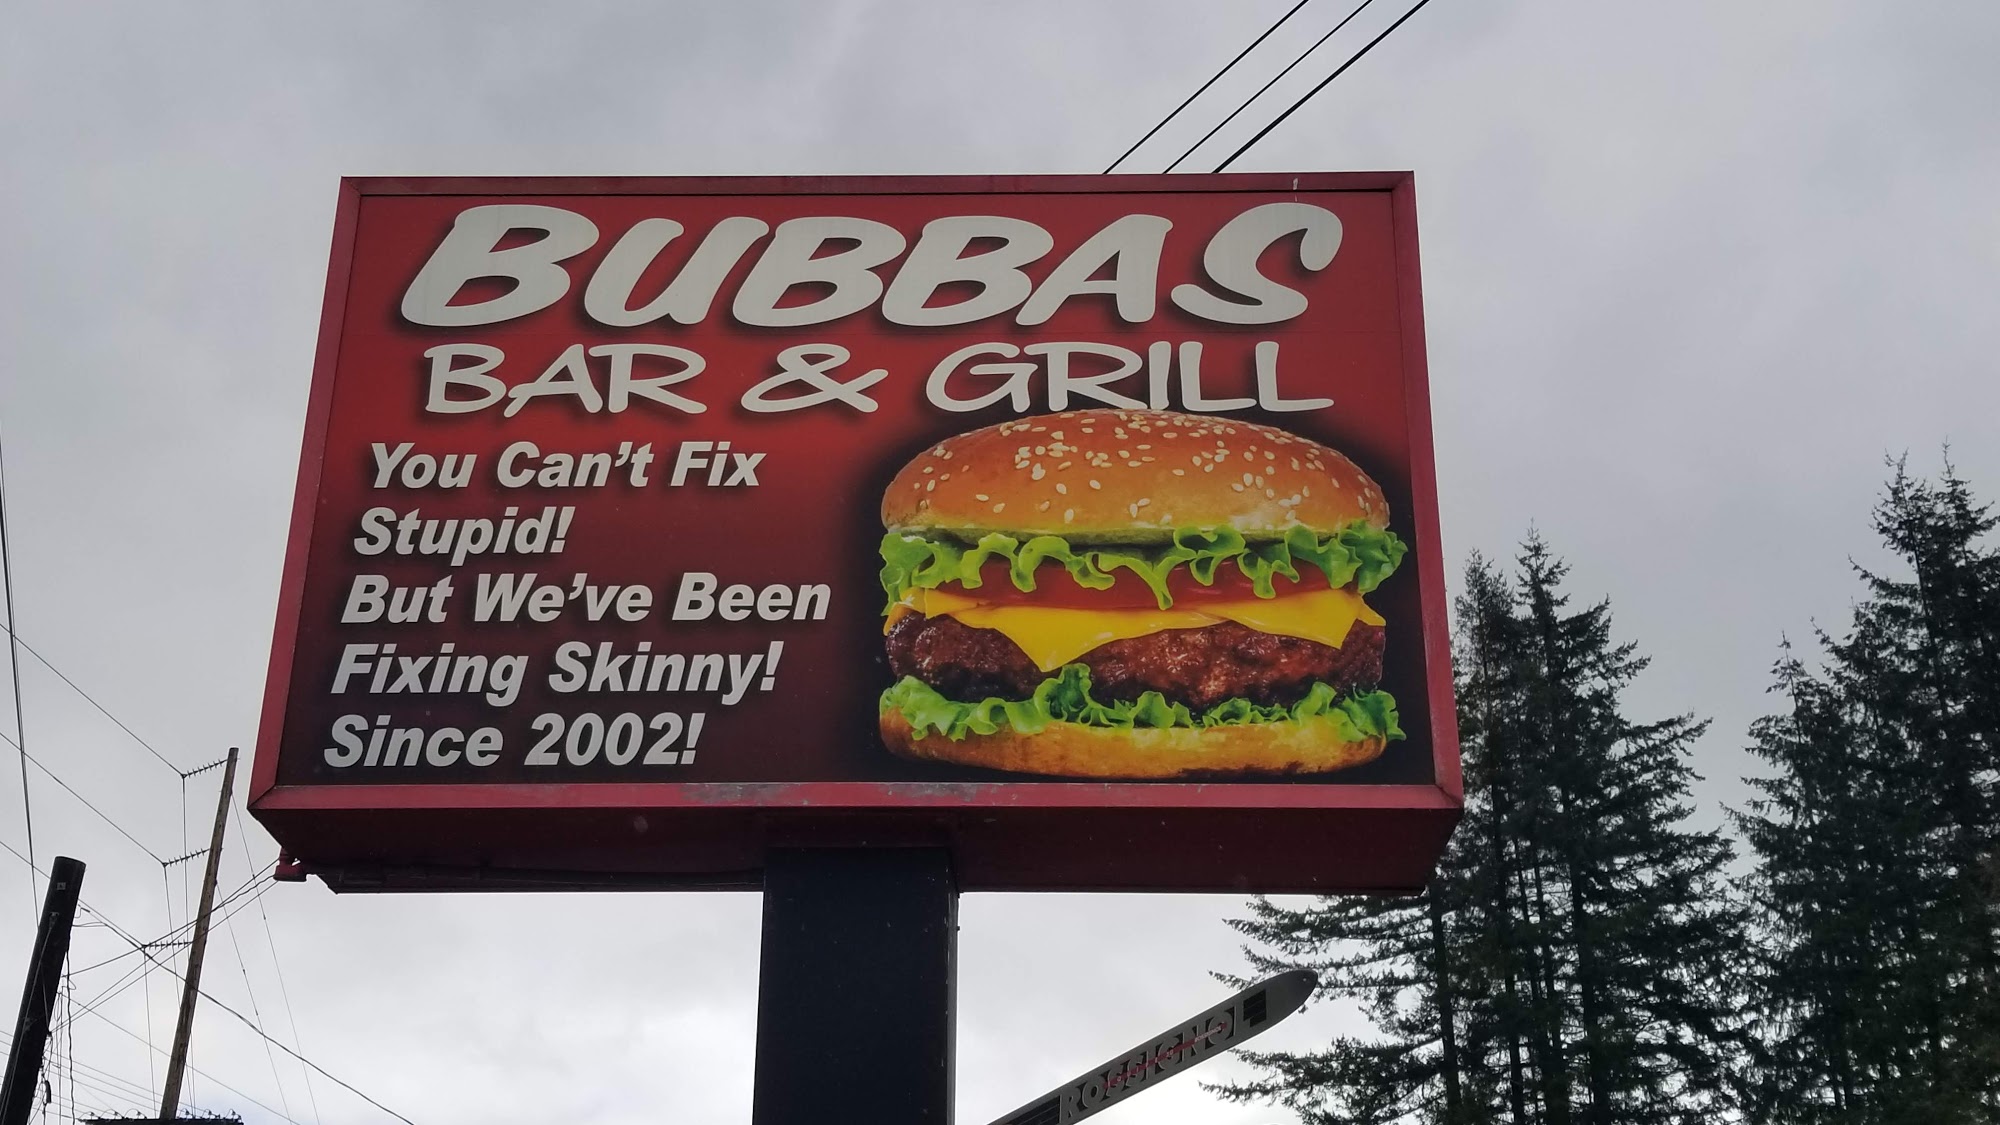 BUBBAS
BAR & GRILL
You Can't Fix
Stupid!
But We've Been
Fixing Skinny!
Since 2002!
ROSSIGNOL